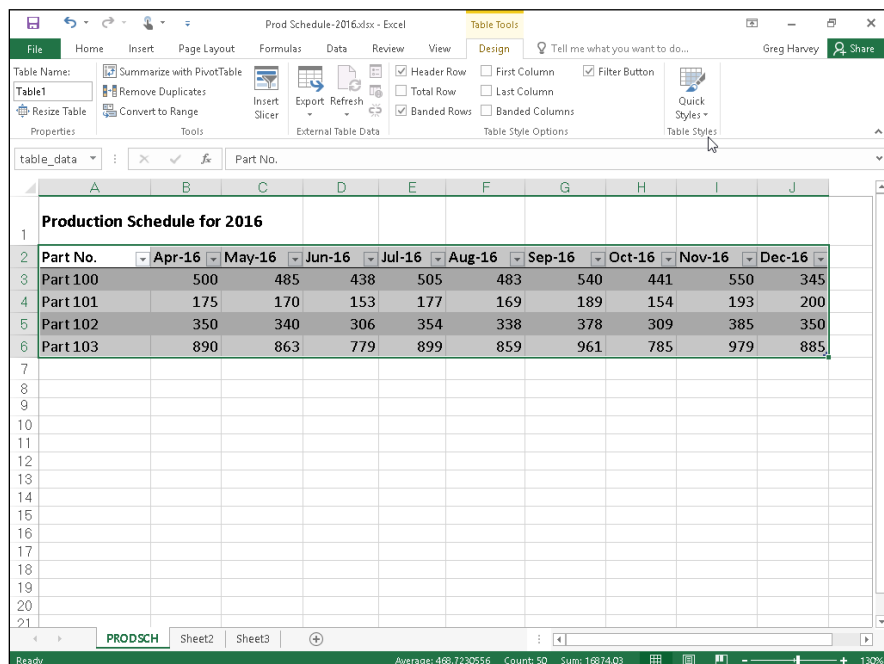 Prod Schedule-2016.xlsx - Excel
Table Tools
File Home Insert Page Layout Formulas Data Review View Design Tell me what you want to do... Greg Harvey Share
Table Name:
Table1
Resize Table
Properties
Summarize with PivotTable
Remove Duplicates
Convert to Range
Tools
Insert
Slicer
Export Refresh
External Table Data
Header Row First Column Filter Button
Total Row Last Column
Banded Rows Banded Columns
Table Style Options
Quick
Styles
Table Styles
table_data fx Part No.
A B C D E F G H I J
1 Production Schedule for 2016
2 Part No. Apr-16 May-16 Jun-16 Jul-16 Aug-16 Sep-16 Oct-16 Nov-16 Dec-16
3 Part 100 500 485 438 505 483 540 441 550 345
4 Part 101 175 170 153 177 169 189 154 193 200
5 Part 102 350 340 306 354 338 378 309 385 350
6 Part 103 890 863 779 899 859 961 785 979 885
7
8
9
10
11
12
13
14
15
16
17
18
19
20
21
PRODSCH Sheet2 Sheet3
Ready Average: 468.7230556 Count: 50 Sum: 16874.03 130%